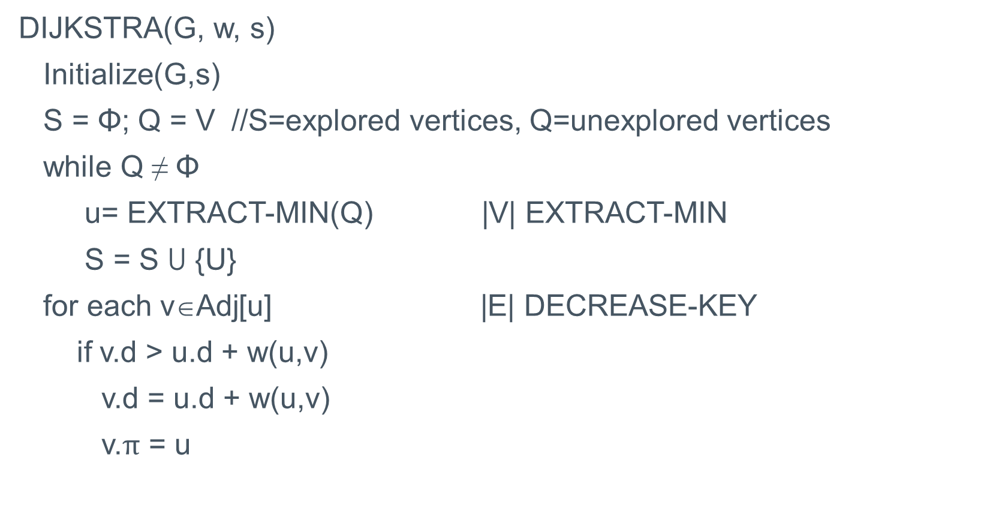 DIJKSTRA(G, w, s)
Initialize(G,s)
S = Φ; Q = V //S=explored vertices, Q=unexplored vertices
while Q ≠ Φ
u= EXTRACT-MIN(Q) |V| EXTRACT-MIN
S = S ∪ {U}
for each v∈Adj[u] |E| DECREASE-KEY
if v.d > u.d + w(u,v)
v.d = u.d + w(u,v)
v.π = u